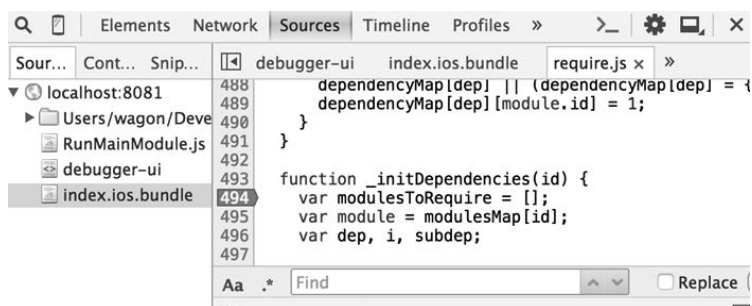 Elements Network Sources Timeline Profiles »
Sour... Cont... Snip...
debugger-ui index.ios.bundle require.js × »
localhost:8081
Users/wagon/Deve
RunMainModule.js
debugger-ui
index.ios.bundle
488 dependencyMap[dep] || (dependencyMap[dep] = {
489 dependencyMap[dep][module.id] = 1;
490 }
491 }
492
493 function _initDependencies(id) {
494 var modulesToRequire = [];
495 var module = modulesMap[id];
496 var dep, i, subdep;
497
Aa .* Find Replace